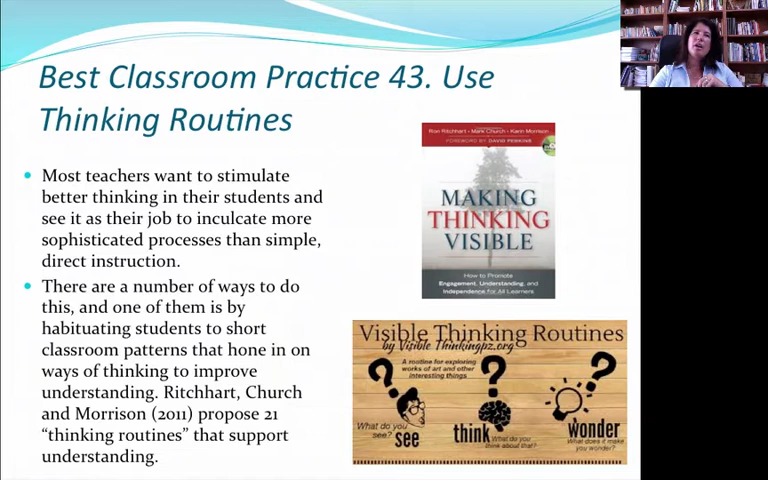 Best Classroom Practice 43. Use
Thinking Routines
Most teachers want to stimulate
better thinking in their students and
see it as their job to inculcate more
sophisticated processes than simple,
direct instruction.
There are a number of ways to do
this, and one of them is by
habituating students to short
classroom patterns that hone in on
ways of thinking to improve
understanding. Ritchhart, Church
and Morrison (2011) propose 21
“thinking routines” that support
understanding.
Ron Ritchhart • Mark Church • Karin Morrison
FOREWORD BY DAVID PERKINS
MAKING
THINKING
VISIBLE
How to Promote
Engagement, Understanding, and
Independence for All Learners
Visible Thinking Routines
by Visible Thinkingpz.org
A routine for exploring
works of art and other
interesting things
What do you
see?
see
think
What do you
think about that?
wonder
What does it make
you wonder?